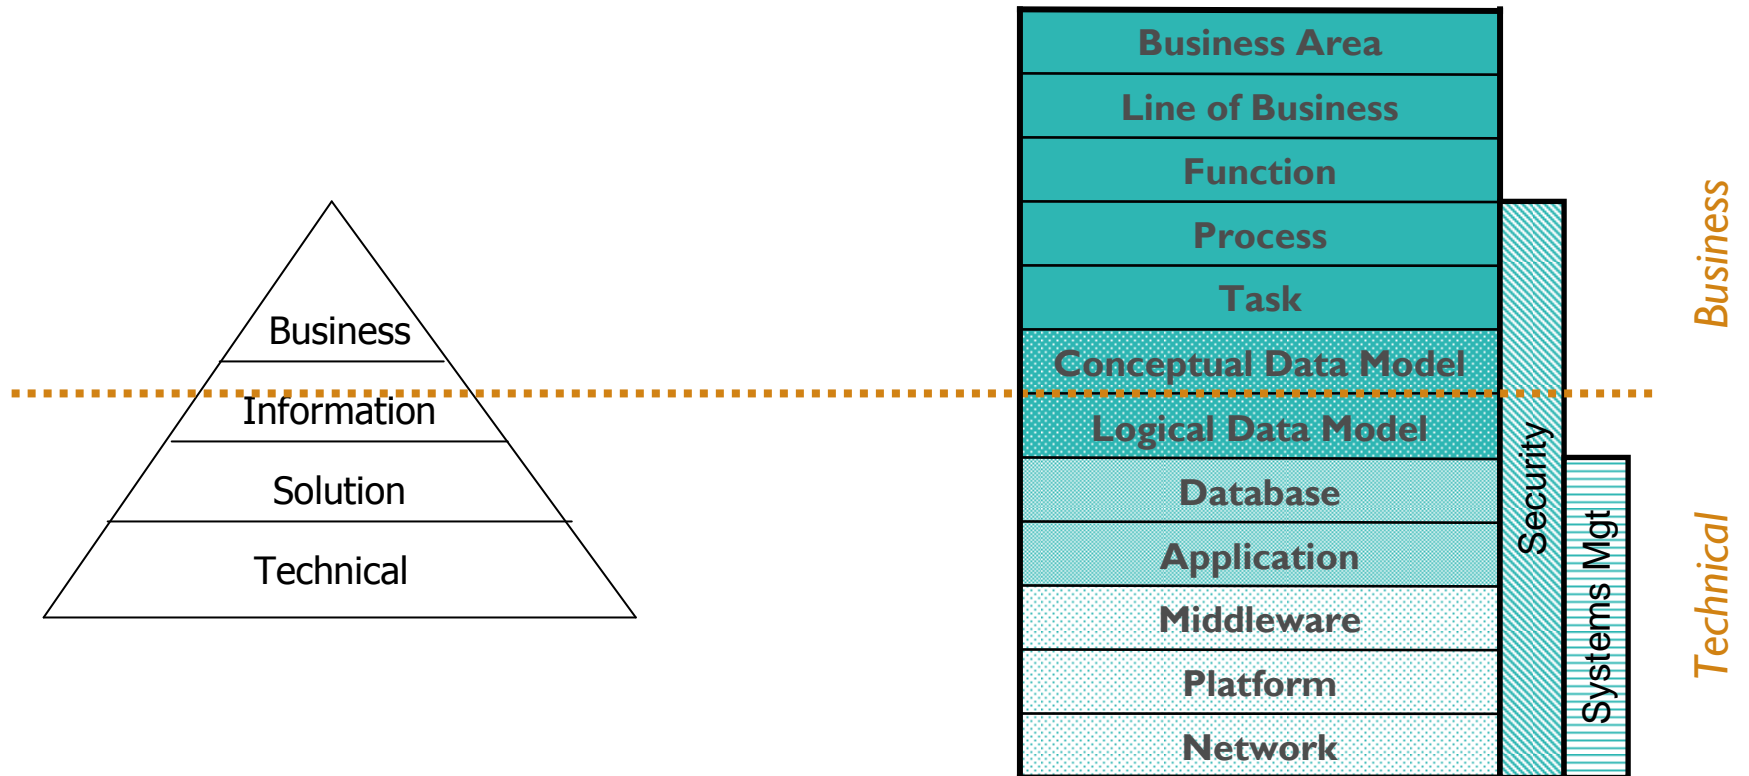 Business
Information
Solution
Technical
Business Area
Line of Business
Function
Process
Task
Conceptual Data Model
Logical Data Model
Database
Application
Middleware
Platform
Network
Security
Systems Mgt
Business
Technical